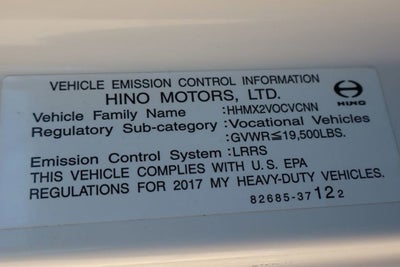 VEHICLE EMISSION CONTROL INFORMATION
HINO MOTORS, LTD.
HINO
Vehicle Family Name :HHMX2VOCVCNN
Regulatory Sub-category :Vocational Vehicles
:GVWR≦19,500LBS.
Emission Control System :LRRS
THIS VEHICLE COMPLIES WITH U.S. EPA
REGULATIONS FOR 2017 MY HEAVY-DUTY VEHICLES.
82685-37122